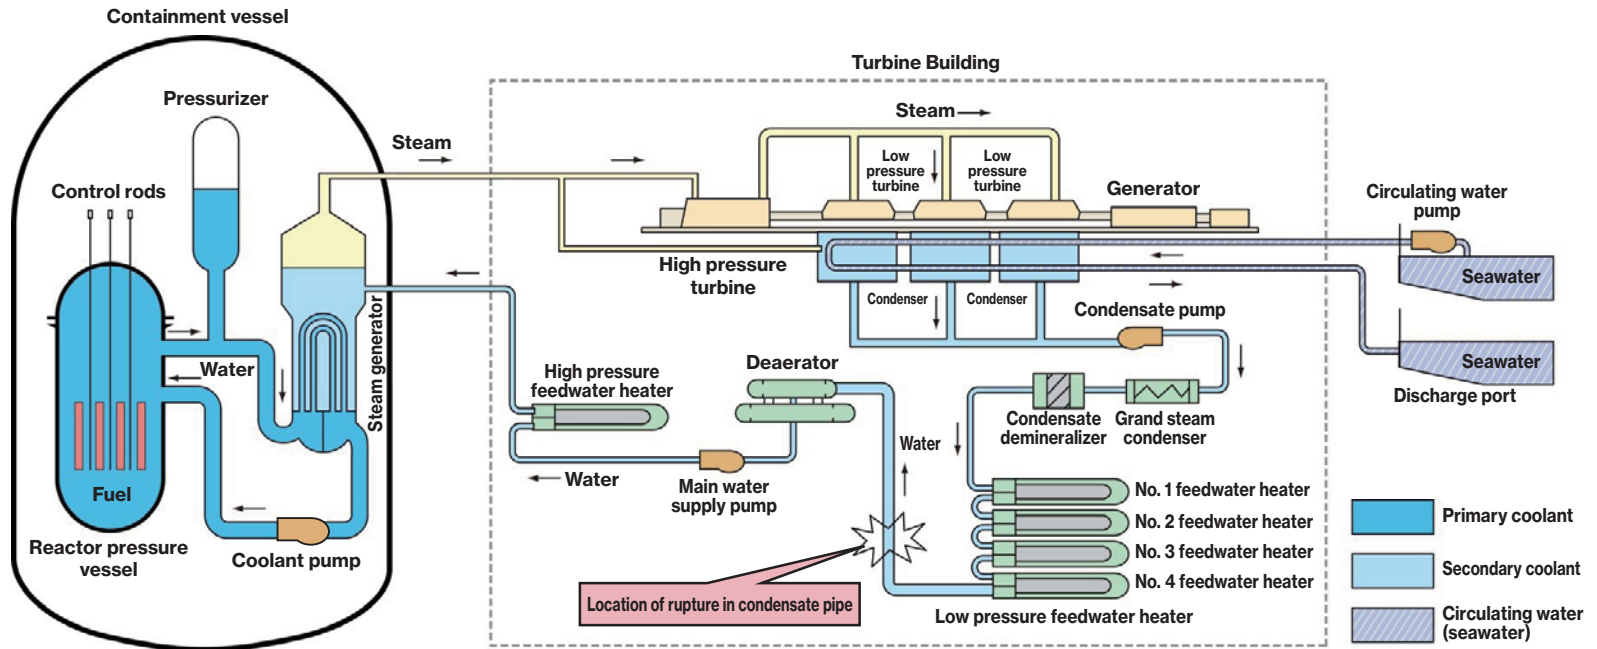 Containment vessel
Pressurizer
Control rods
Water
Steam generator
Fuel
Reactor pressure
vessel
Coolant pump
Steam
Turbine Building
Steam
Low
pressure
turbine
Low
pressure
turbine
Generator
High pressure
turbine
Condenser
Condenser
Condensate pump
Circulating water
pump
Seawater
Seawater
Discharge port
High pressure
feedwater heater
Deaerator
Water
Main water
supply pump
Water
Condensate
demineralizer
Grand steam
condenser
No. 1 feedwater heater
No. 2 feedwater heater
No. 3 feedwater heater
No. 4 feedwater heater
Low pressure feedwater heater
Location of rupture in condensate pipe
Primary coolant
Secondary coolant
Circulating water
(seawater)